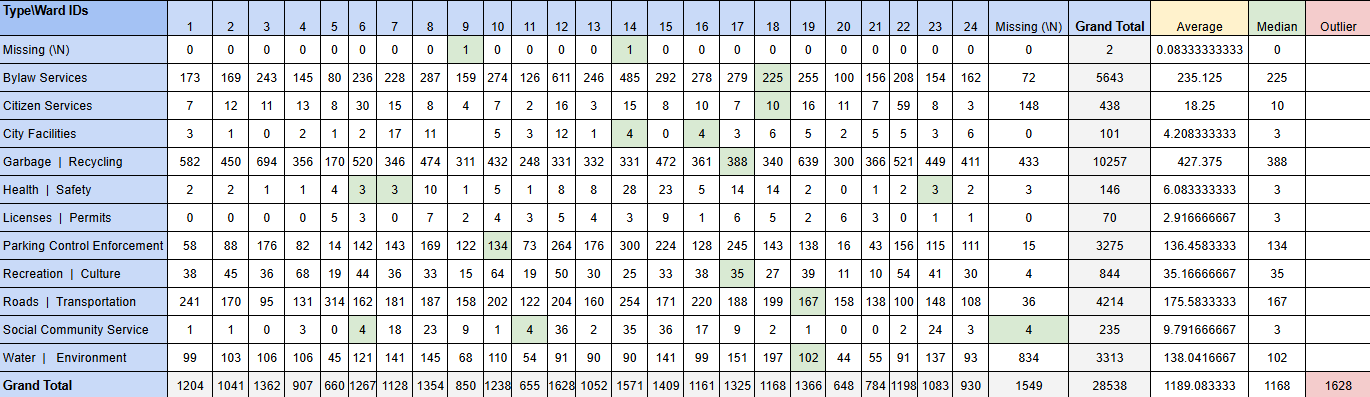 Type\Ward IDs 1 2 3 4 5 6 7 8 9 10 11 12 13 14 15 16 17 18 19 20 21 22 23 24 Missing (\N) Grand Total Average Median Outlier
Missing (\N) 0 0 0 0 0 0 0 0 1 0 0 0 0 1 0 0 0 0 0 0 0 0 0 0 0 2 0.08333333333 0
Bylaw Services 173 169 243 145 80 236 228 287 159 274 126 611 246 485 292 278 279 225 255 100 156 208 154 162 72 5643 235.125 225
Citizen Services 7 12 11 13 8 30 15 8 4 7 2 16 3 15 8 10 7 10 16 11 7 59 8 3 148 438 18.25 10
City Facilities 3 1 0 2 1 2 17 11 5 3 12 1 4 0 4 3 6 5 2 5 5 3 6 0 101 4.208333333 3
Garbage | Recycling 582 450 694 356 170 520 346 474 311 432 248 331 332 331 472 361 388 340 639 300 366 521 449 411 433 10257 427.375 388
Health | Safety 2 2 1 1 4 3 3 10 1 5 1 8 8 28 23 5 14 14 2 0 1 2 3 2 3 146 6.083333333 3
Licenses | Permits 0 0 0 0 5 3 0 7 2 4 3 5 4 3 9 1 6 5 2 6 3 0 1 1 0 70 2.916666667 3
Parking Control Enforcement 58 88 176 82 14 142 143 169 122 134 73 264 176 300 224 128 245 143 138 16 43 156 115 111 15 3275 136.4583333 134
Recreation | Culture 38 45 36 68 19 44 36 33 15 64 19 50 30 25 33 38 35 27 39 11 10 54 41 30 4 844 35.16666667 35
Roads | Transportation 241 170 95 131 314 162 181 187 158 202 122 204 160 254 171 220 188 199 167 158 138 100 148 108 36 4214 175.5833333 167
Social Community Service 1 1 0 3 0 4 18 23 9 1 4 36 2 35 36 17 9 2 1 0 0 2 24 3 4 235 9.791666667 3
Water | Environment 99 103 106 106 45 121 141 145 68 110 54 91 90 90 141 99 151 197 102 44 55 91 137 93 834 3313 138.0416667 102
Grand Total 1204 1041 1362 907 660 1267 1128 1354 850 1238 655 1628 1052 1571 1409 1161 1325 1168 1366 648 784 1198 1083 930 1549 28538 1189.083333 1168 1628